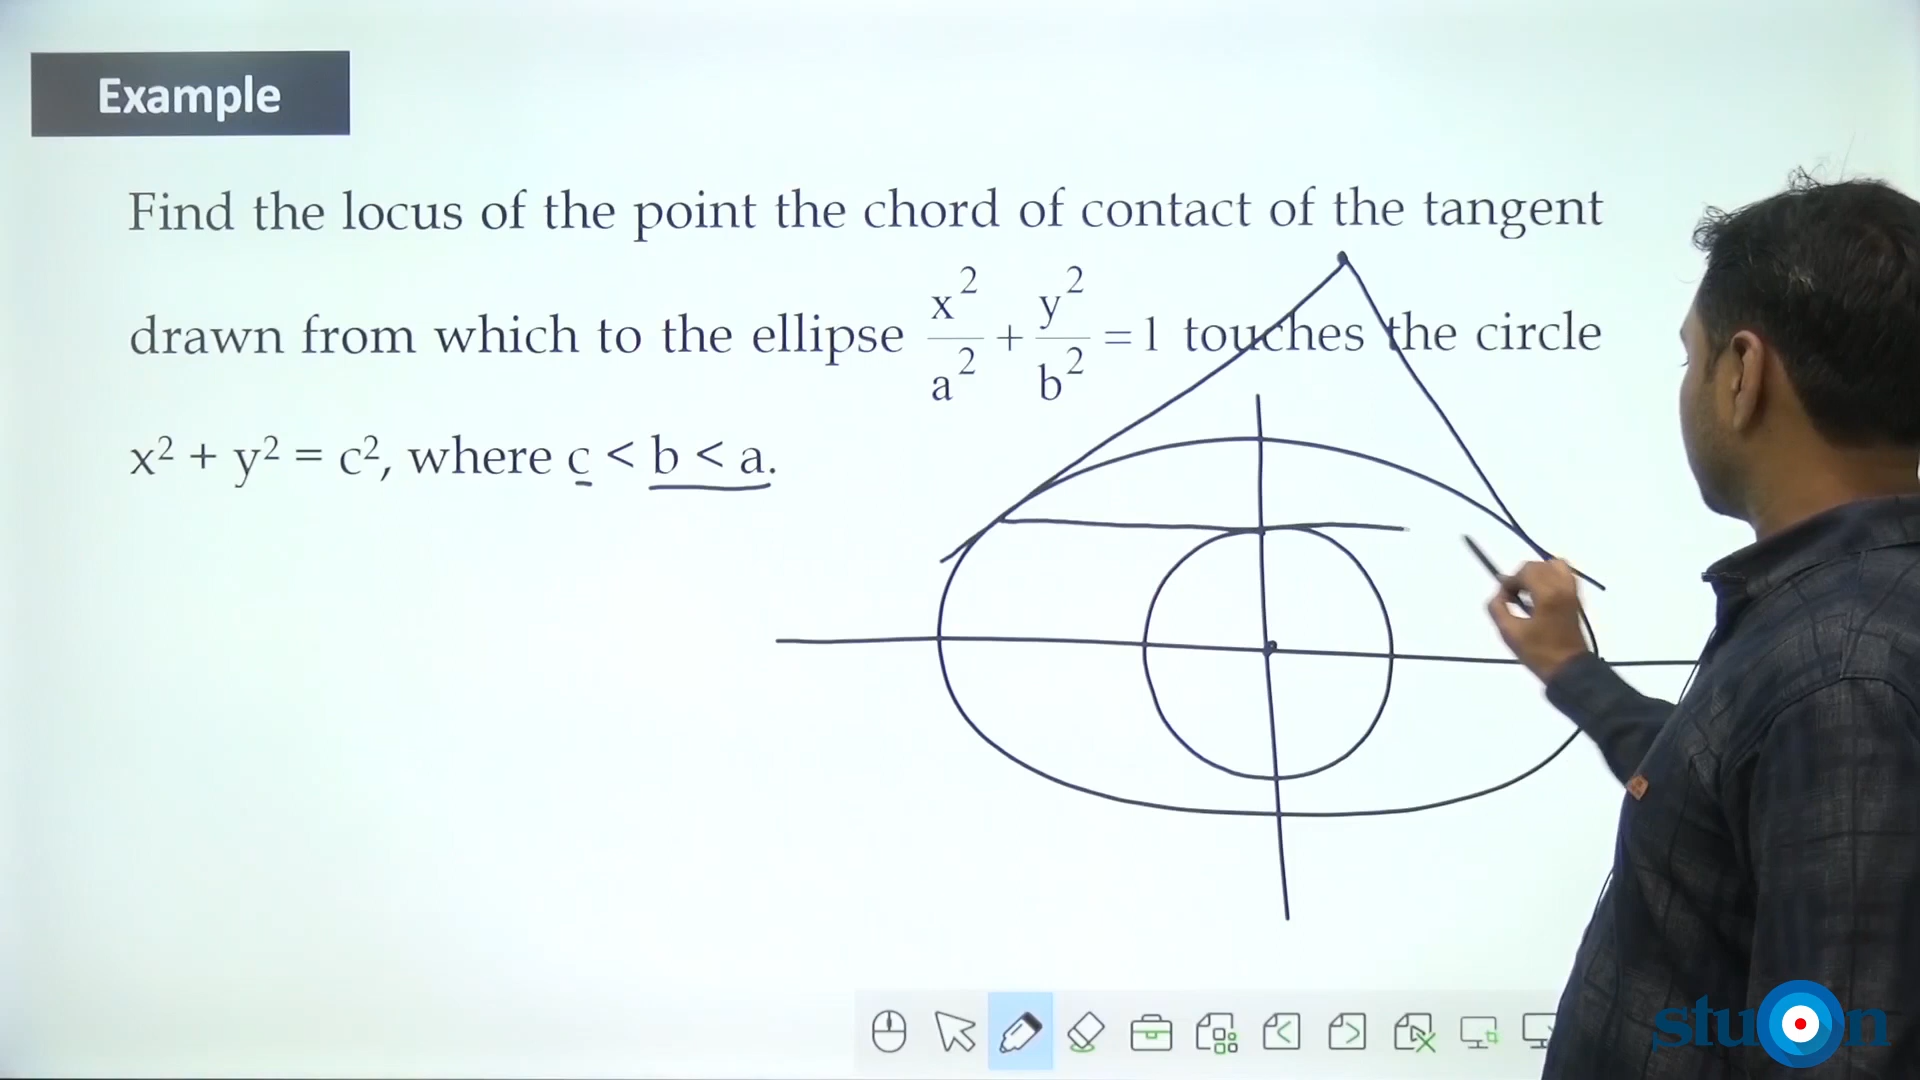 Example
Find the locus of the point the chord of contact of the tangent
drawn from which to the ellipse x²/a² + y²/b² = 1 touches the circle
x² + y² = c², where c < b < a.
stuon